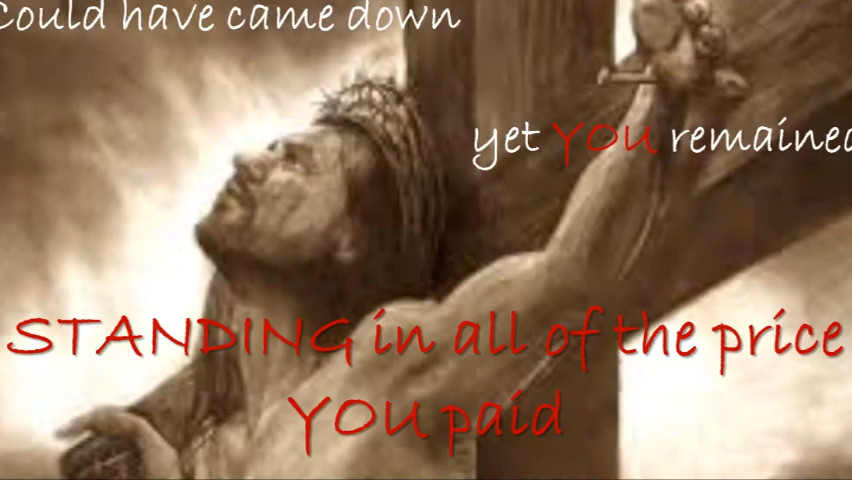 Could have came down
yet YOU remained
STANDING in all of the price
YOU paid